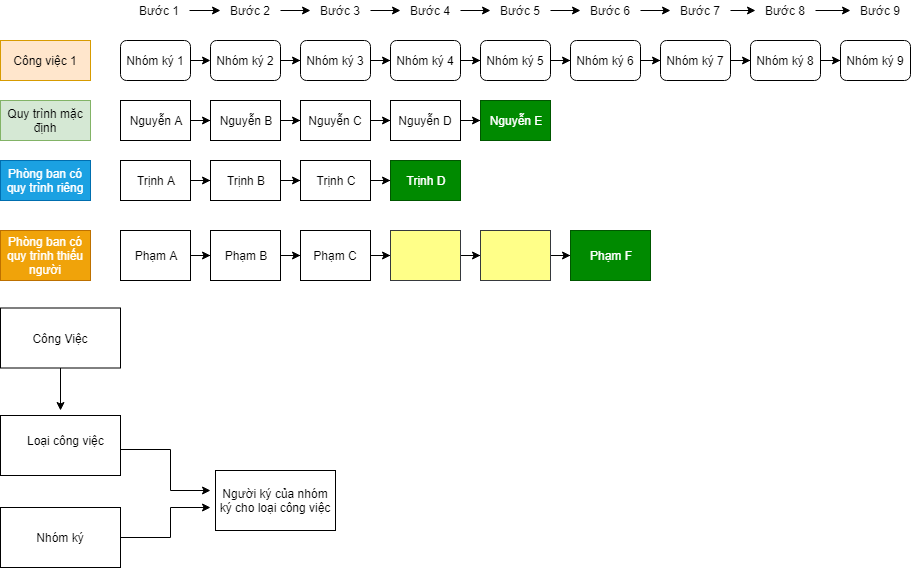 Bước 1 Bước 2 Bước 3 Bước 4 Bước 5 Bước 6 Bước 7 Bước 8 Bước 9
Công việc 1 Nhóm ký 1 Nhóm ký 2 Nhóm ký 3 Nhóm ký 4 Nhóm ký 5 Nhóm ký 6 Nhóm ký 7 Nhóm ký 8 Nhóm ký 9
Quy trình mặc
định
Nguyễn A Nguyễn B Nguyễn C Nguyễn D Nguyễn E
Phòng ban có
quy trình riêng
Trịnh A Trịnh B Trịnh C Trịnh D
Phòng ban có
quy trình thiếu
người
Phạm A Phạm B Phạm C Phạm F
Công Việc
Loại công việc
Người ký của nhóm
ký cho loại công việc
Nhóm ký